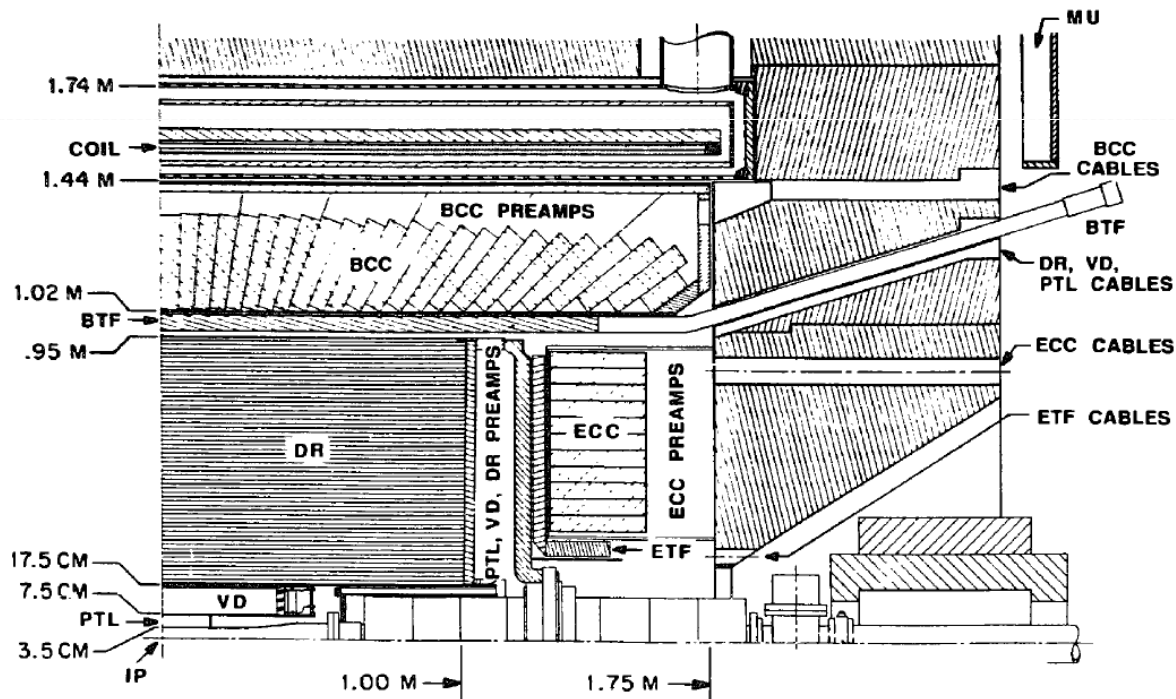 MU
1.74 M
COIL
1.44 M
BCC
CABLES
BCC PREAMPS
BCC
BTF
DR, VD,
PTL CABLES
1.02 M
BTF
.95 M
ECC CABLES
PTL, VD, DR PREAMPS
ECC
ECC PREAMPS
ETF CABLES
DR
ETF
17.5 CM
7.5 CM
VD
PTL
3.5 CM
IP
1.00 M
1.75 M